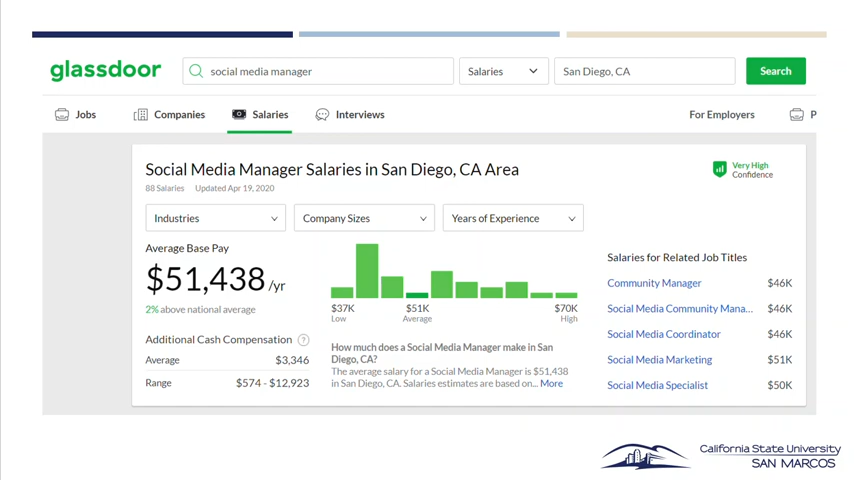 glassdoor
social media manager
Salaries
San Diego, CA
Search
Jobs
Companies
Salaries
Interviews
For Employers
P
Social Media Manager Salaries in San Diego, CA Area
Very High
Confidence
88 Salaries Updated Apr 19, 2020
Industries
Company Sizes
Years of Experience
Average Base Pay
$51,438 /yr
2% above national average
Additional Cash Compensation ?
Average $3,346
Range $574 - $12,923
$37K
Low
$51K
Average
$70K
High
How much does a Social Media Manager make in San
Diego, CA?
The average salary for a Social Media Manager is $51,438
in San Diego, CA. Salaries estimates are based on... More
Salaries for Related Job Titles
Community Manager $46K
Social Media Community Mana... $46K
Social Media Coordinator $46K
Social Media Marketing $51K
Social Media Specialist $50K
California State University
SAN MARCOS